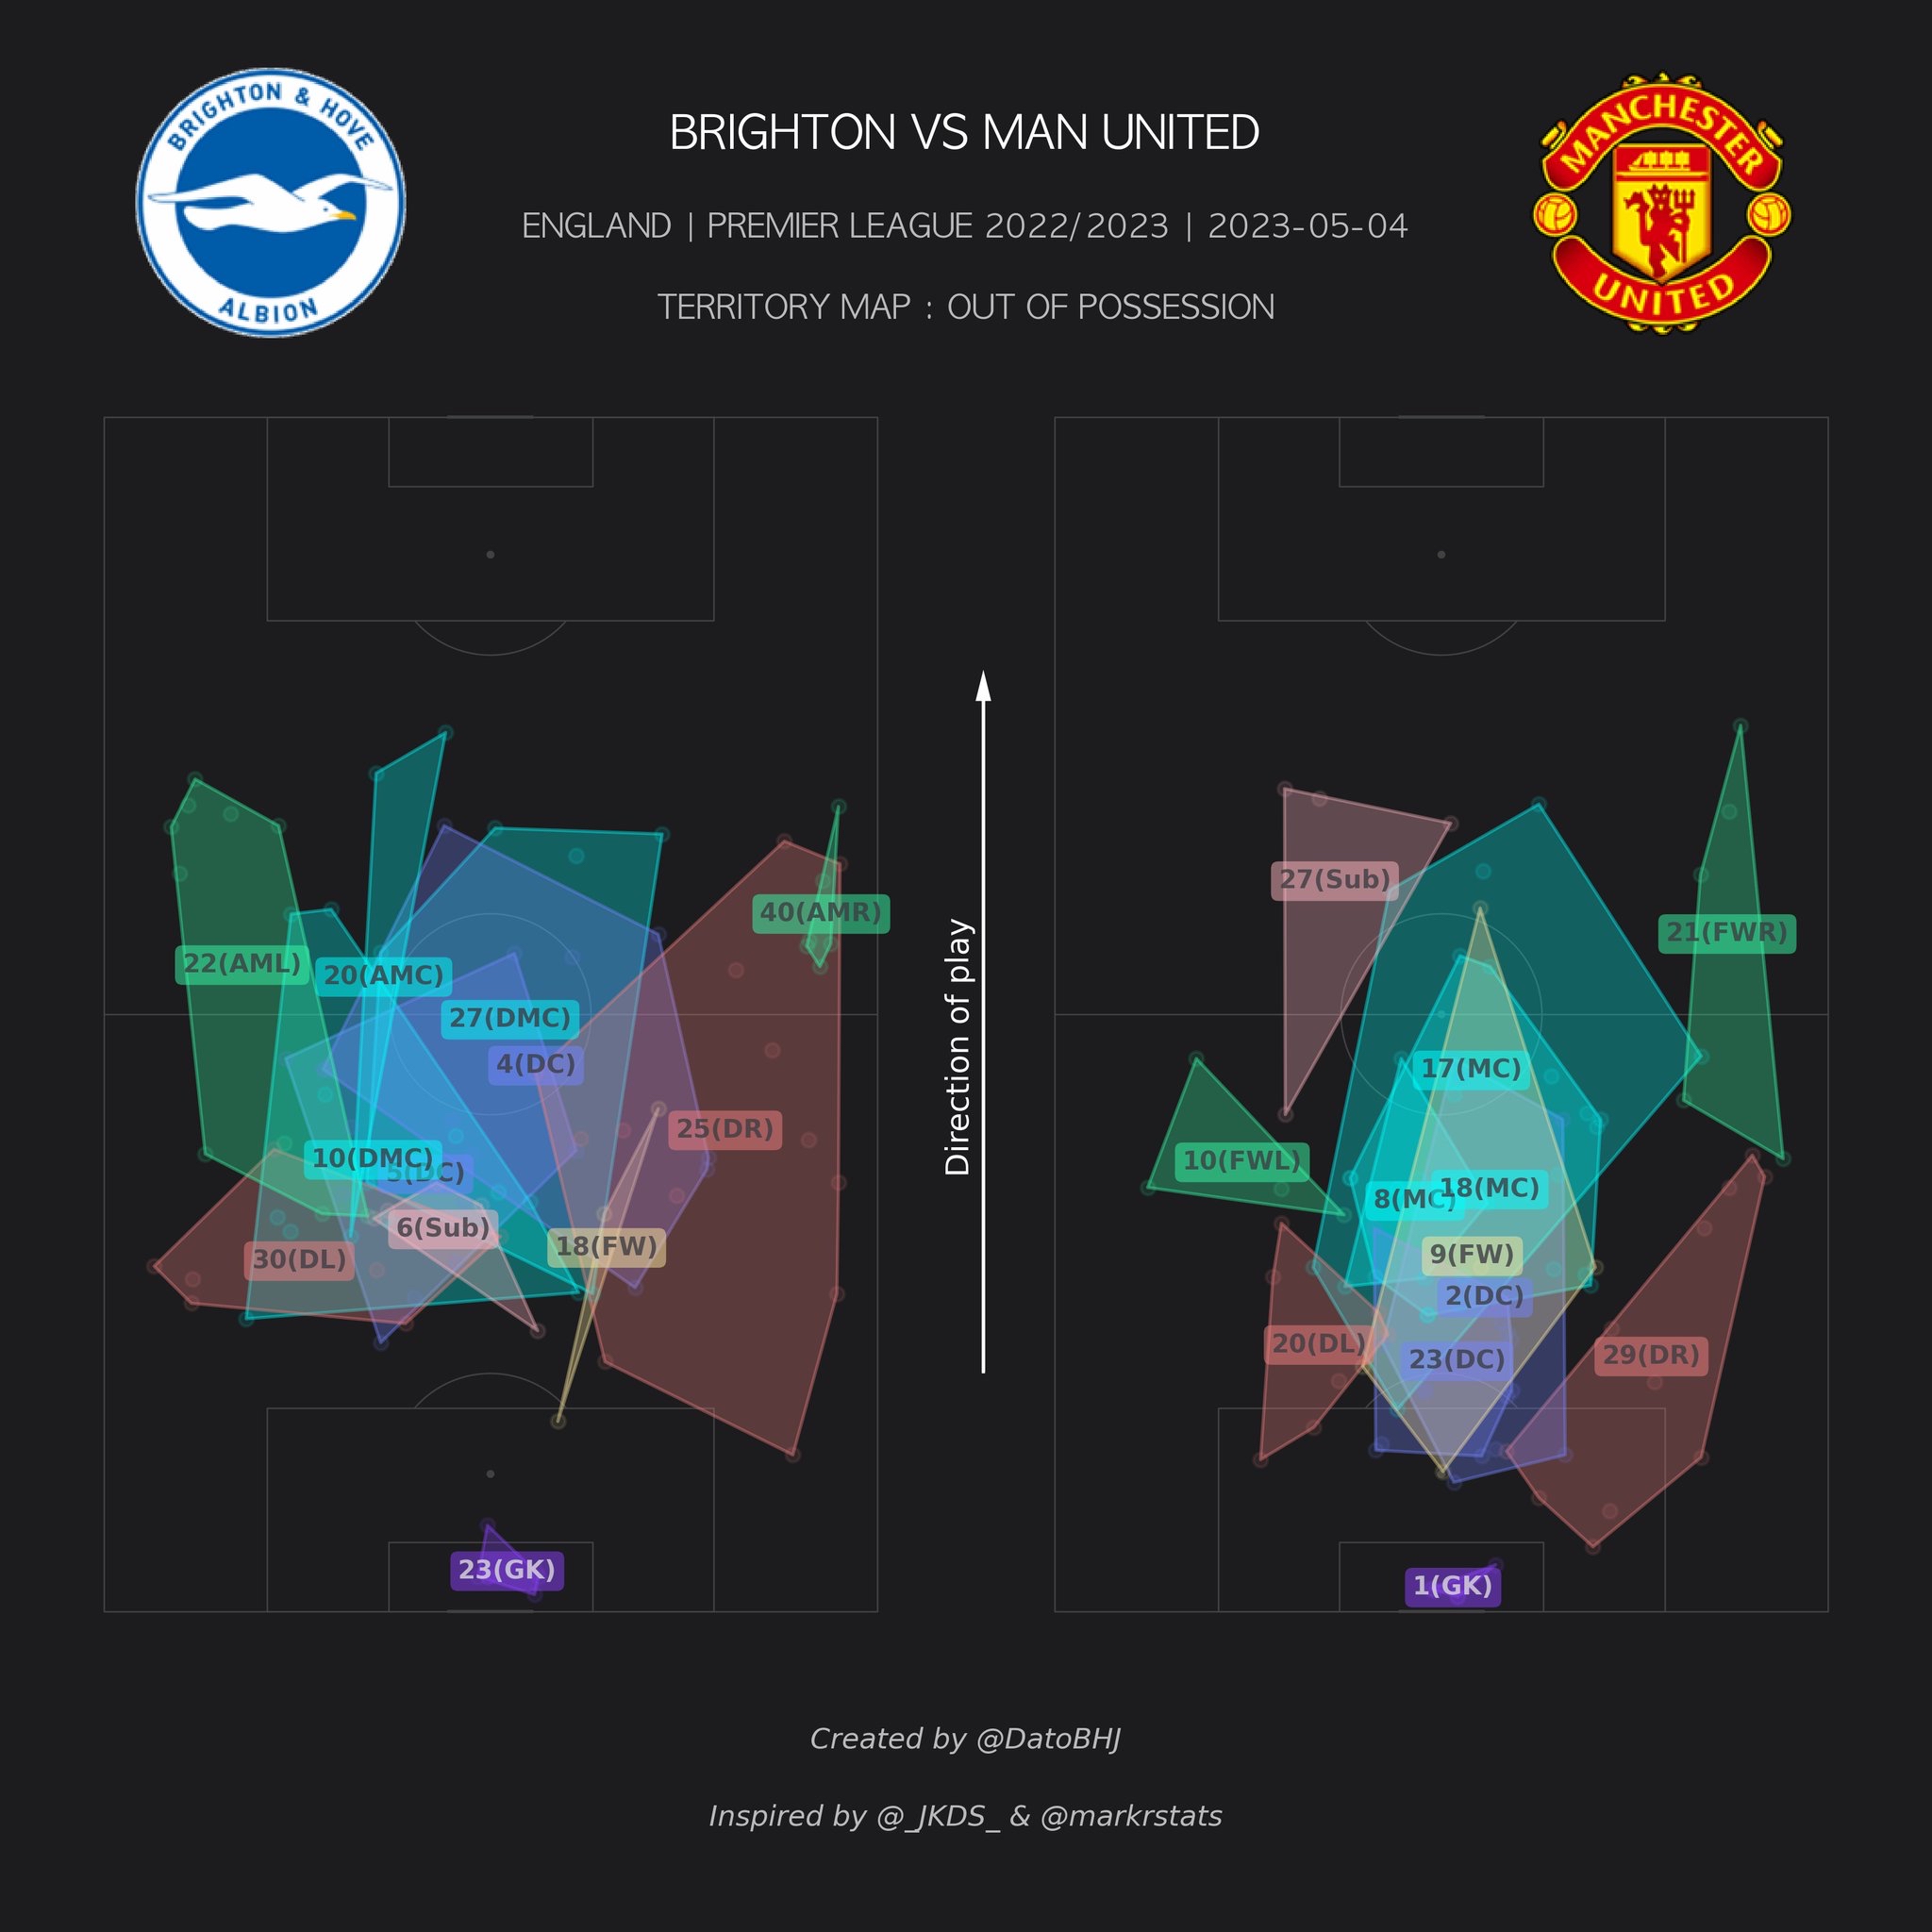 BRIGHTON & HOVE
ALBION
BRIGHTON VS MAN UNITED
ENGLAND | PREMIER LEAGUE 2022/2023 | 2023-05-04
TERRITORY MAP : OUT OF POSSESSION
MANCHESTER
UNITED
22(AML)
20(AMC)
40(AMR)
27(DMC)
4(DC)
25(DR)
10(DMC)
5(DC)
6(Sub)
18(FW)
30(DL)
23(GK)
Direction of play
27(Sub)
21(FWR)
17(MC)
10(FWL)
8(MC)
18(MC)
9(FW)
2(DC)
20(DL)
23(DC)
29(DR)
1(GK)
Created by @DatoBHJ
Inspired by @_JKDS_ & @markrstats